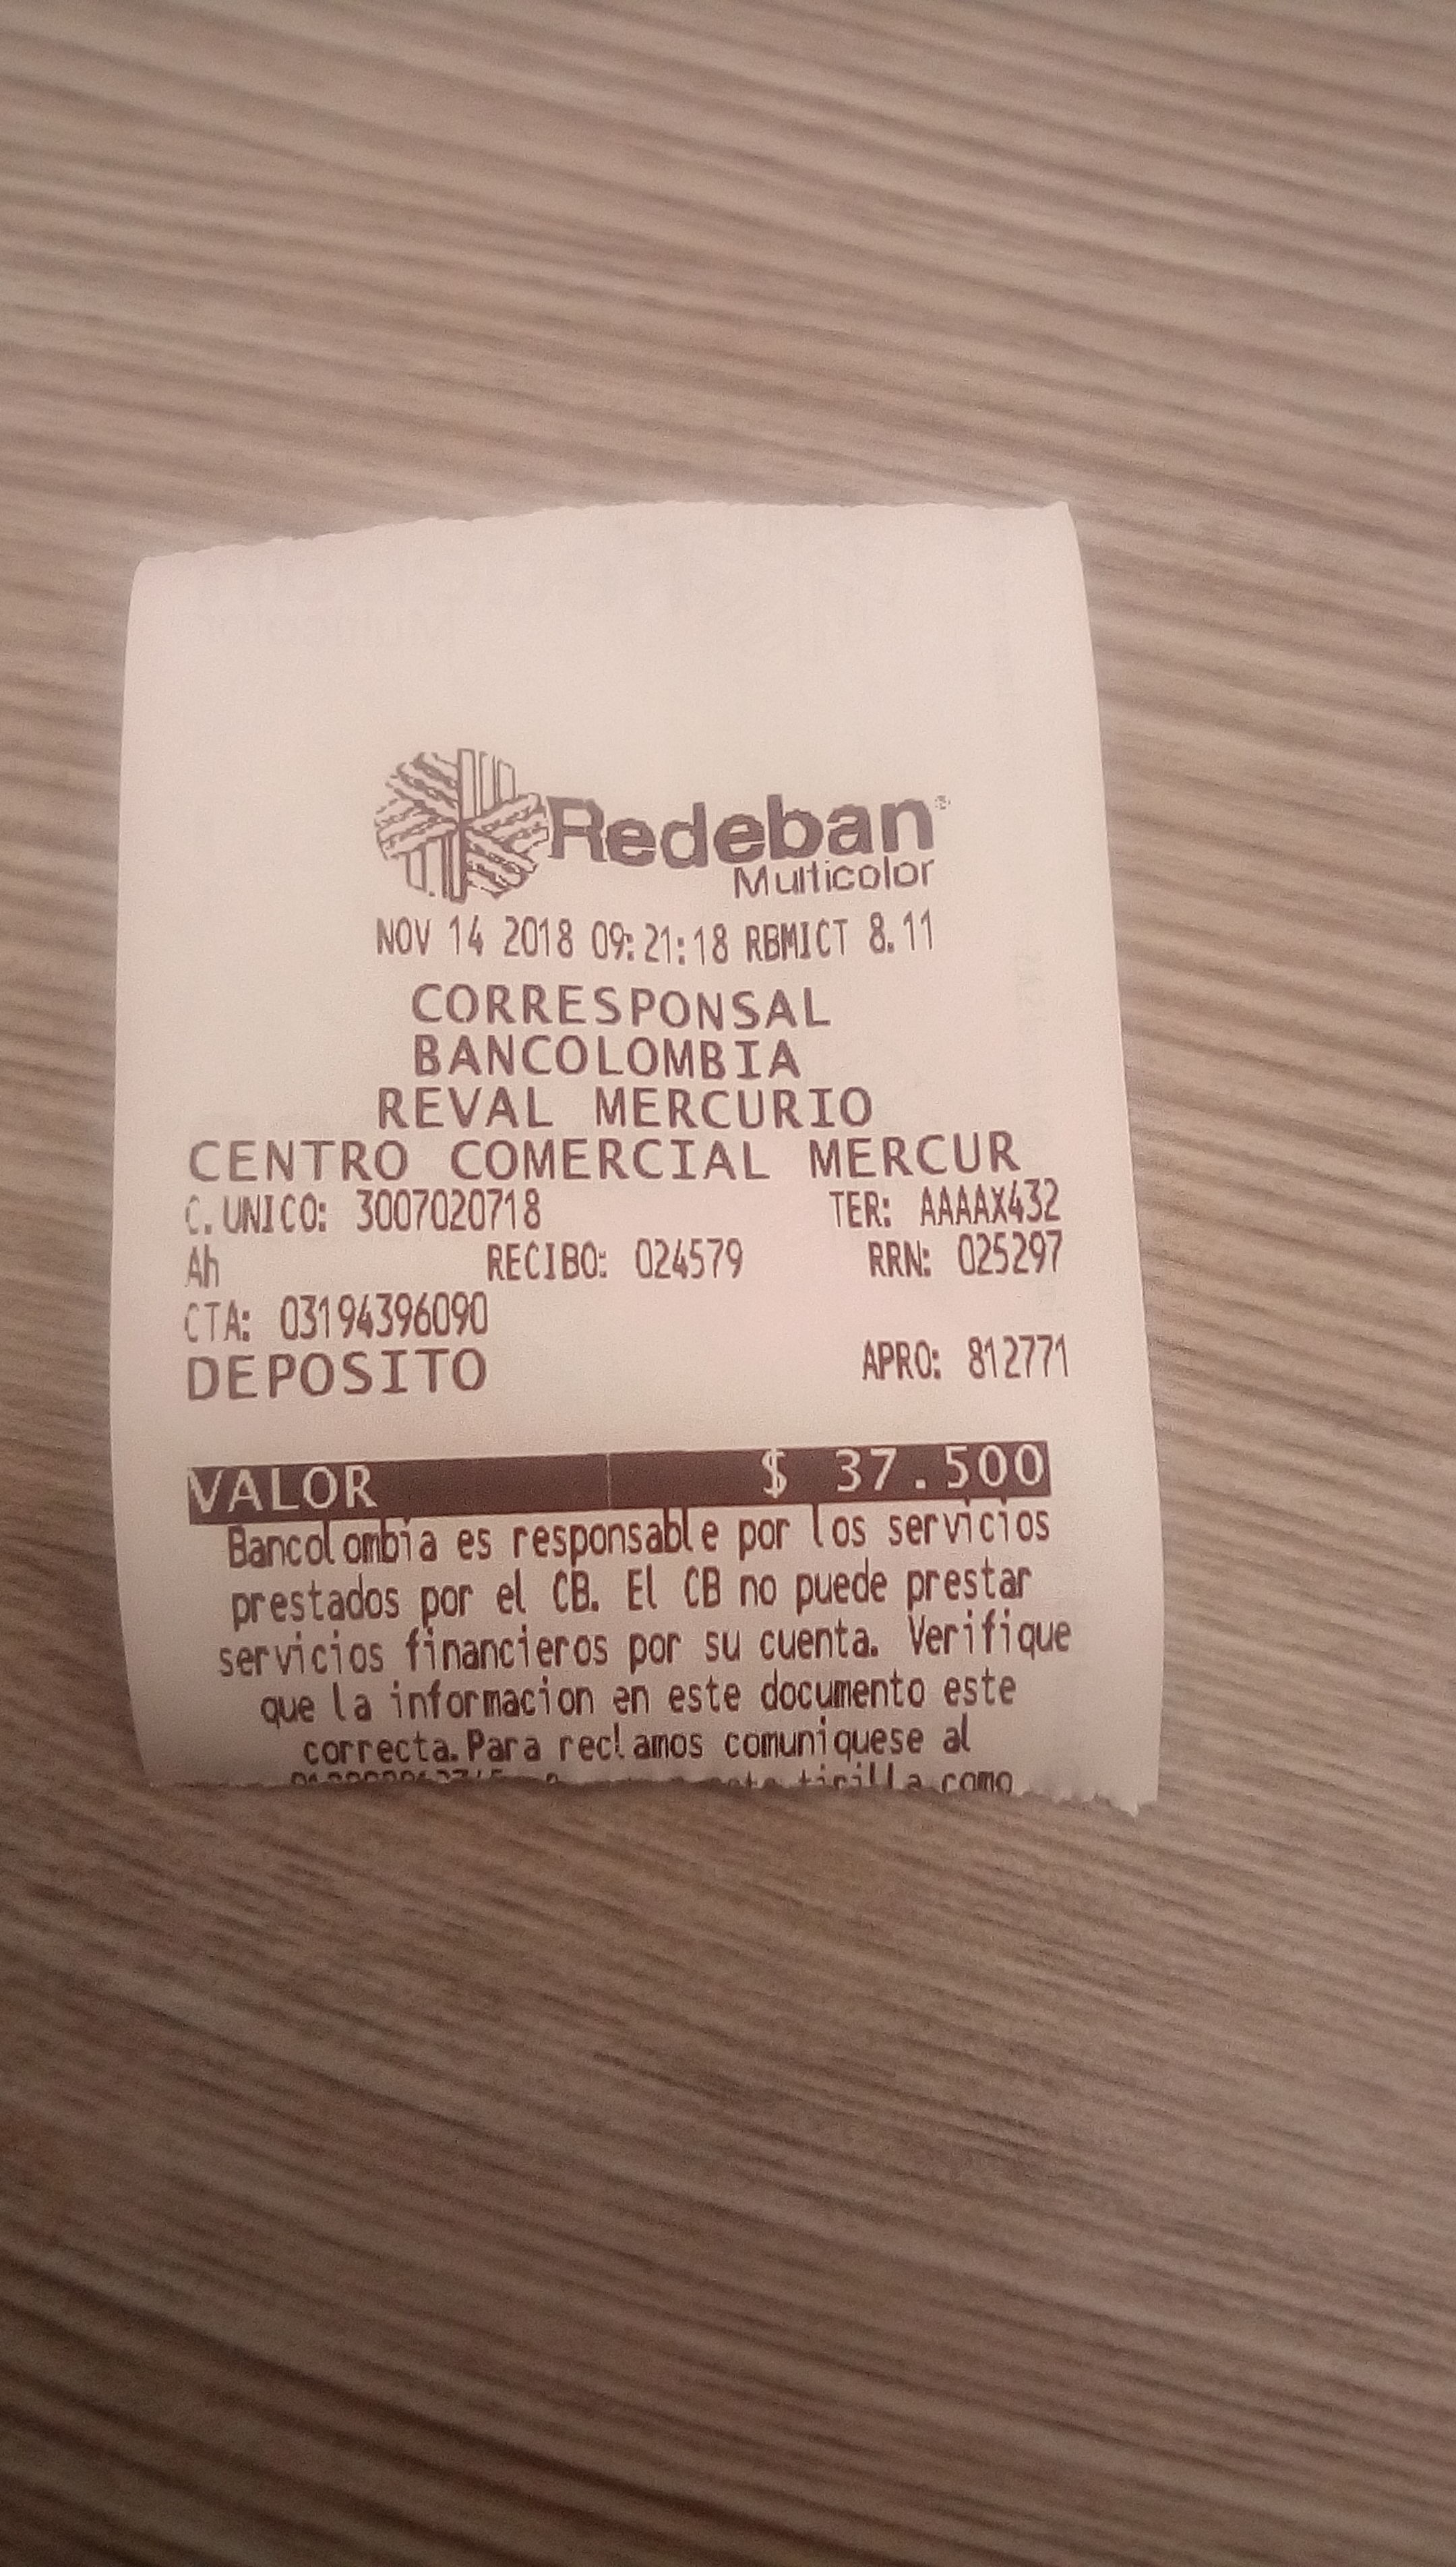 Redeban®
Multicolor
NOV 14 2018 09:21:18 RBMICT 8.11
CORRESPONSAL
BANCOLOMBIA
REVAL MERCURIO
CENTRO COMERCIAL MERCUR
C.UNICO: 3007020718 TER: AAAAX432
Ah RECIBO: 024579 RRN: 025297
CTA: 03194396090
DEPOSITO APRO: 812771
VALOR $ 37.500
Bancolombia es responsable por los servicios
prestados por el CB. El CB no puede prestar
servicios financieros por su cuenta. Verifique
que la informacion en este documento este
correcta.Para reclamos comuniquese al
tirilla como